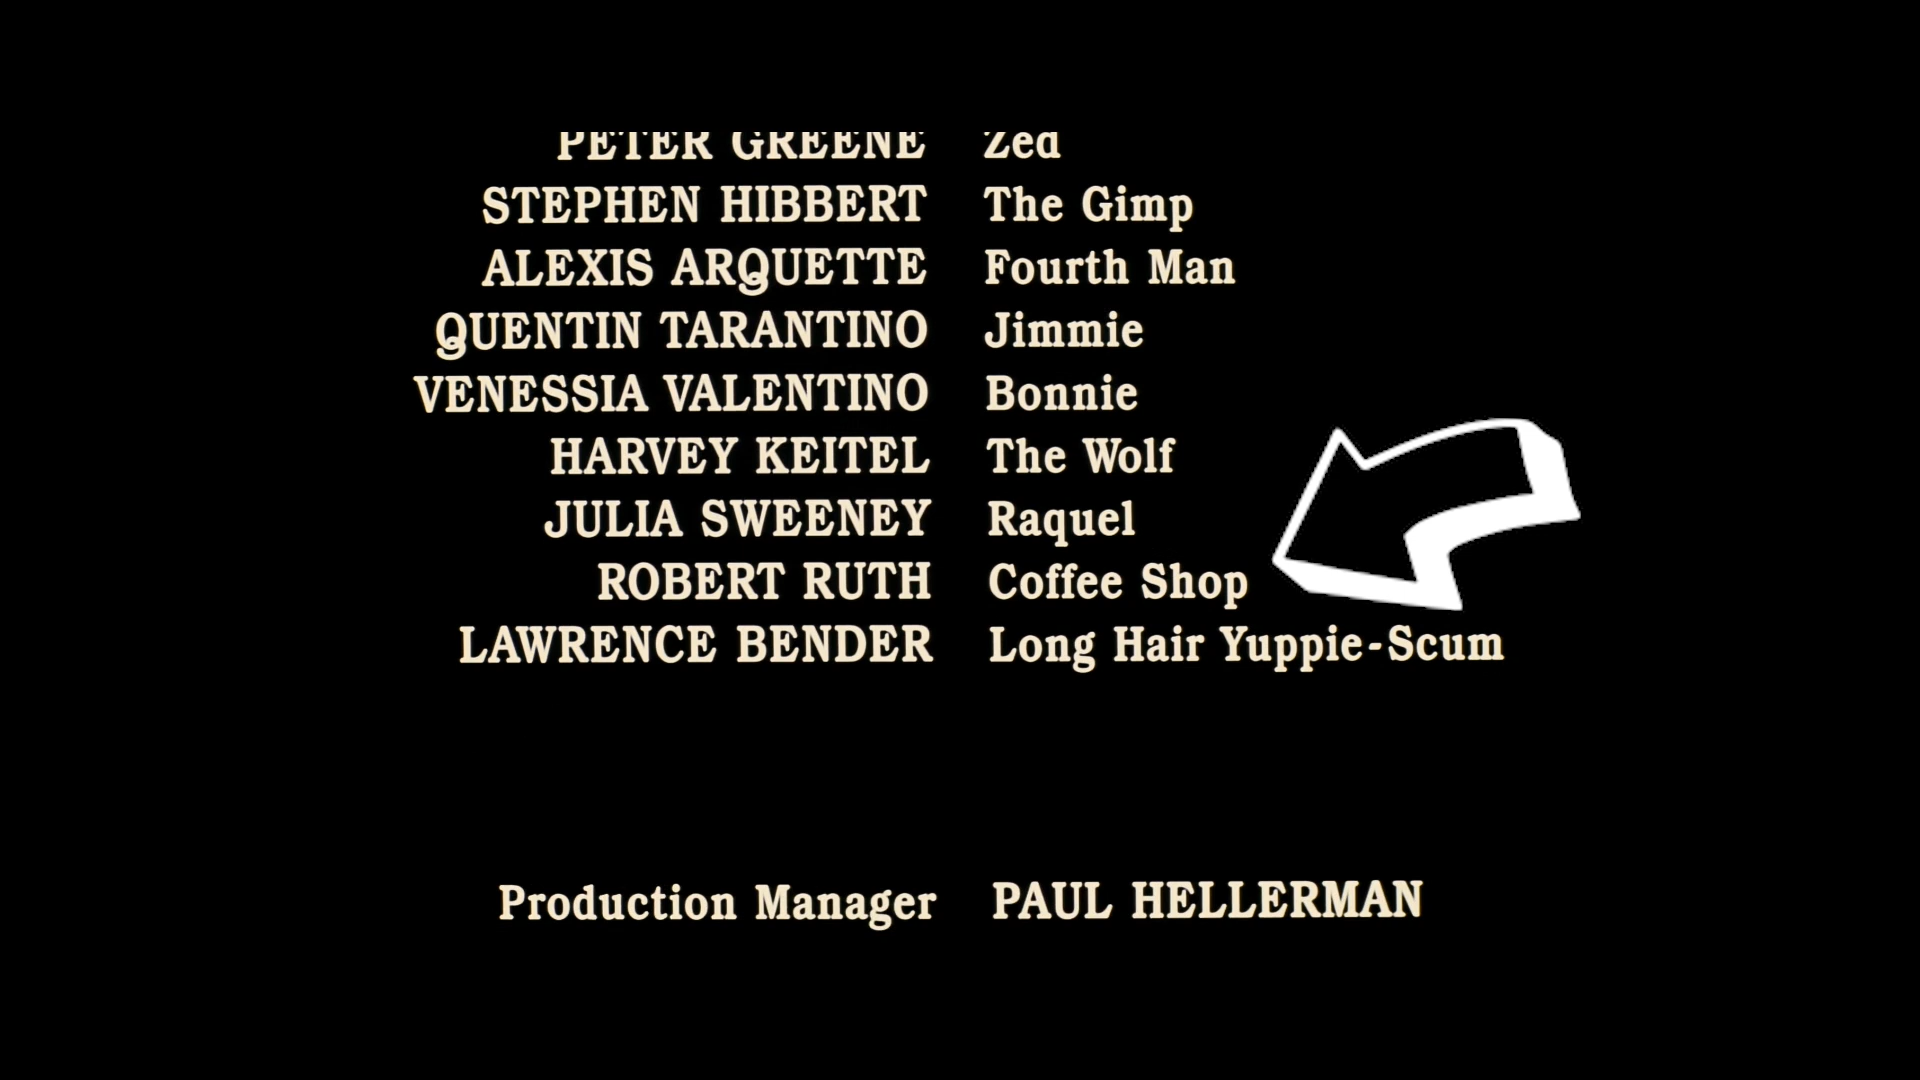 PETER GREENE Zed
STEPHEN HIBBERT The Gimp
ALEXIS ARQUETTE Fourth Man
QUENTIN TARANTINO Jimmie
VENESSIA VALENTINO Bonnie
HARVEY KEITEL The Wolf
JULIA SWEENEY Raquel
ROBERT RUTH Coffee Shop
LAWRENCE BENDER Long Hair Yuppie-Scum
Production Manager PAUL HELLERMAN